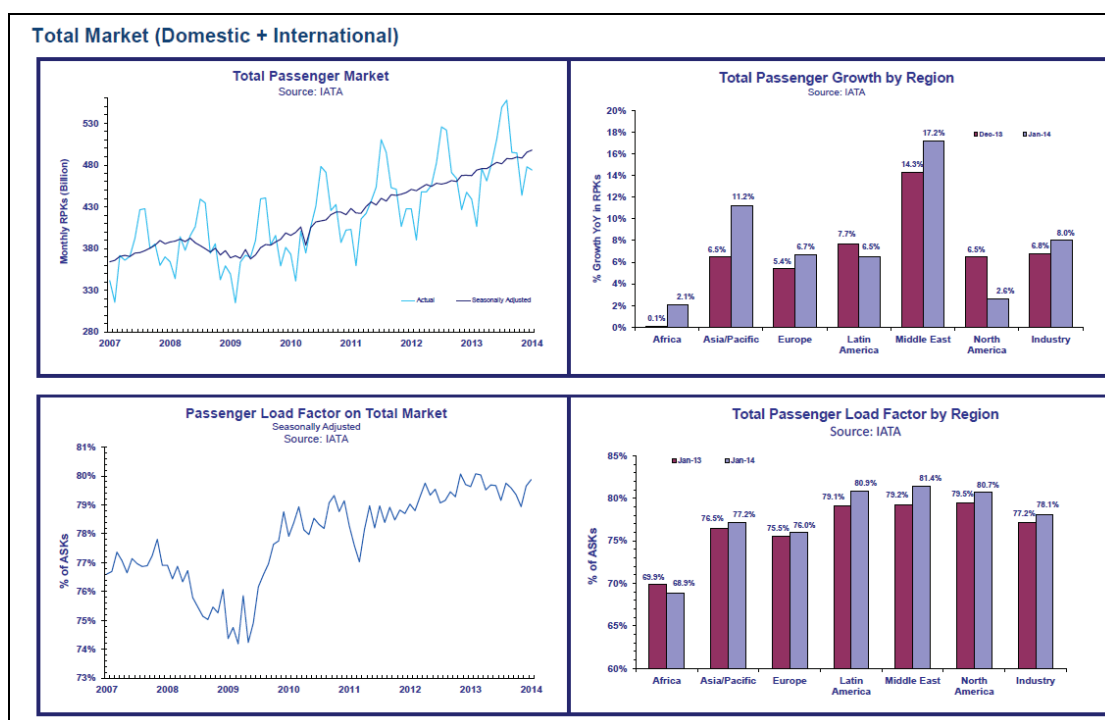 Total Market (Domestic + International)
Total Passenger Market
Source: IATA
Monthly RPKs (Billion)
530
480
430
380
330
280
Actual
Seasonally Adjusted
2007 2008 2009 2010 2011 2012 2013 2014
Total Passenger Growth by Region
Source: IATA
% Growth YoY in RPKs
20%
18%
16%
14%
12%
10%
8%
6%
4%
2%
0%
Dec-13 Jan-14
0.1% 2.1%
6.5% 11.2%
5.4% 6.7%
7.7% 6.5%
14.3% 17.2%
6.5% 2.6%
6.8% 8.0%
Africa Asia/Pacific Europe Latin America Middle East North America Industry
Passenger Load Factor on Total Market
Seasonally Adjusted
Source: IATA
% of ASKs
81%
80%
79%
78%
77%
76%
75%
74%
73%
2007 2008 2009 2010 2011 2012 2013 2014
Total Passenger Load Factor by Region
Source: IATA
% of ASKs
85%
80%
75%
70%
65%
60%
Jan-13 Jan-14
69.9% 68.9%
76.5% 77.2%
75.5% 76.0%
79.1% 80.9%
79.2% 81.4%
79.5% 80.7%
77.2% 78.1%
Africa Asia/Pacific Europe Latin America Middle East North America Industry